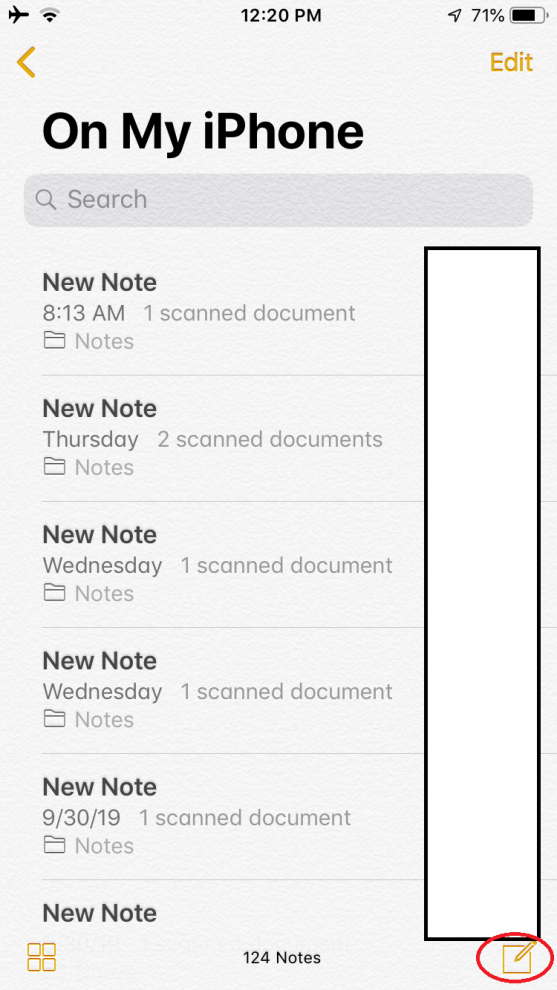 12:20 PM 71%
Edit
On My iPhone
Search
New Note
8:13 AM 1 scanned document
Notes
New Note
Thursday 2 scanned documents
Notes
New Note
Wednesday 1 scanned document
Notes
New Note
Wednesday 1 scanned document
Notes
New Note
9/30/19 1 scanned document
Notes
New Note
124 Notes